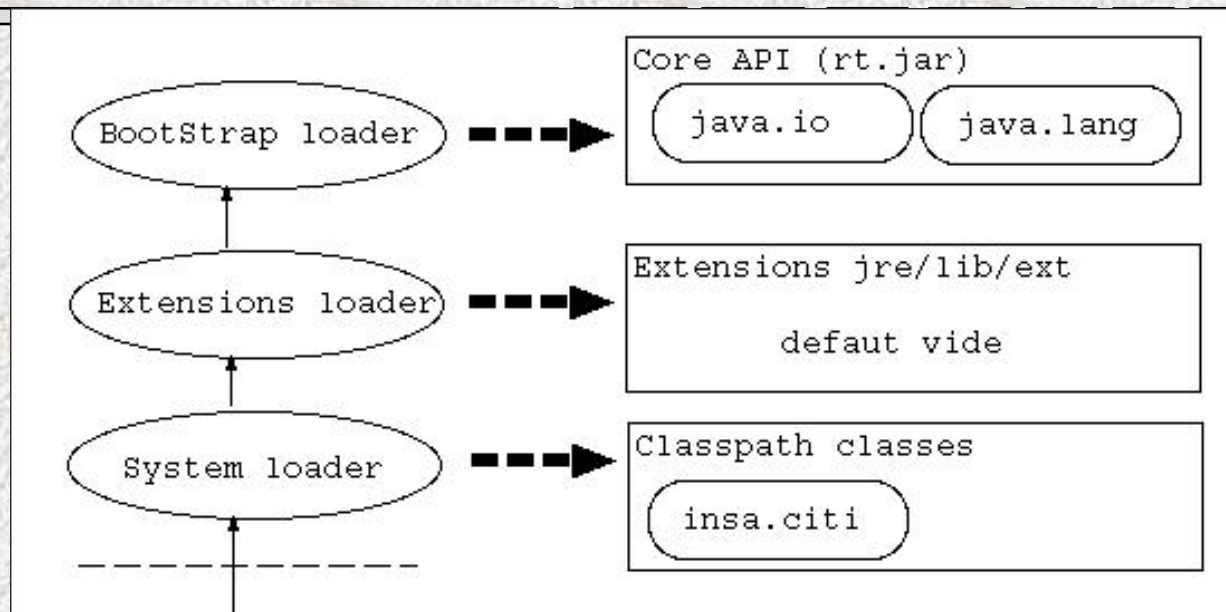 BootStrap loader
Core API (rt.jar)
java.io
java.lang
Extensions loader
Extensions jre/lib/ext
defaut vide
System loader
Classpath classes
insa.citi